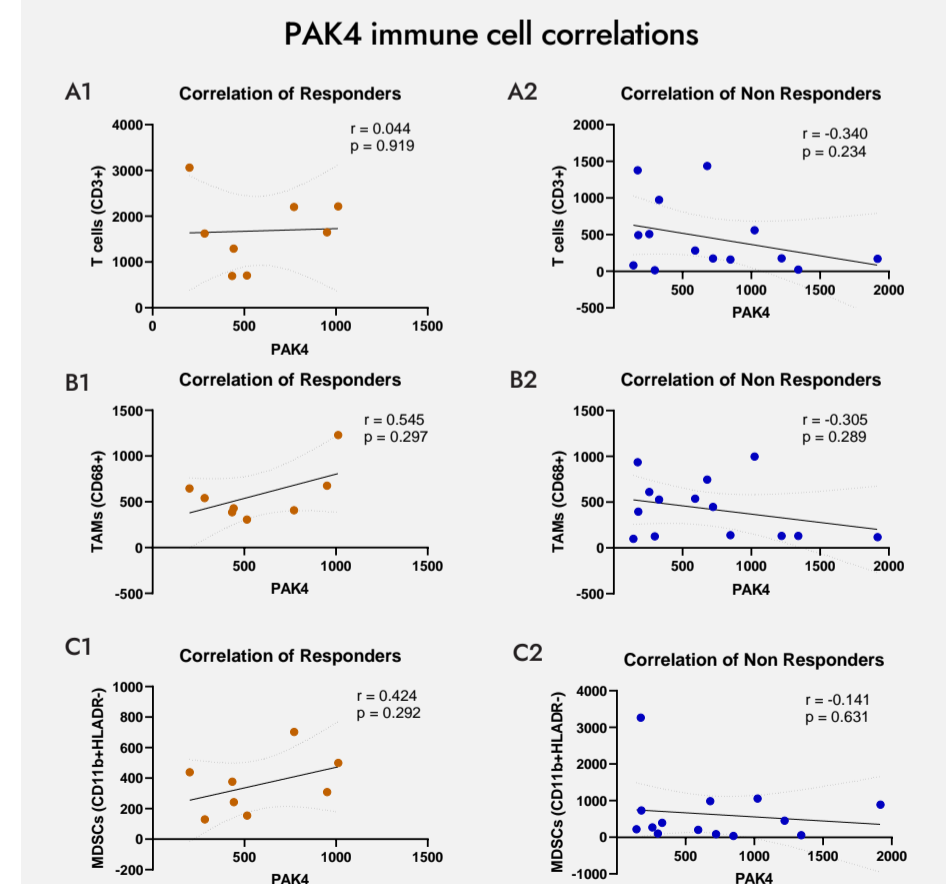 PAK4 immune cell correlations
A1
Correlation of Responders
r = 0.044
p = 0.919
T cells (CD3+)
4000
3000
2000
1000
0
0
500
1000
1500
PAK4
A2
Correlation of Non Responders
r = -0.340
p = 0.234
T cells (CD3+)
2000
1500
1000
500
0
-500
500
1000
1500
2000
PAK4
B1
Correlation of Responders
r = 0.545
p = 0.297
TAMs (CD68+)
1500
1000
500
0
-500
500
1000
1500
PAK4
B2
Correlation of Non Responders
r = -0.305
p = 0.289
TAMs (CD68+)
1500
1000
500
0
-500
500
1000
1500
2000
PAK4
C1
Correlation of Responders
r = 0.424
p = 0.292
MDSCs (CD11b+HLADR-)
1000
800
600
400
200
0
-200
500
1000
1500
PAK4
C2
Correlation of Non Responders
r = -0.141
p = 0.631
MDSCs (CD11b+HLADR-)
4000
3000
2000
1000
0
-1000
500
1000
1500
2000
PAK4